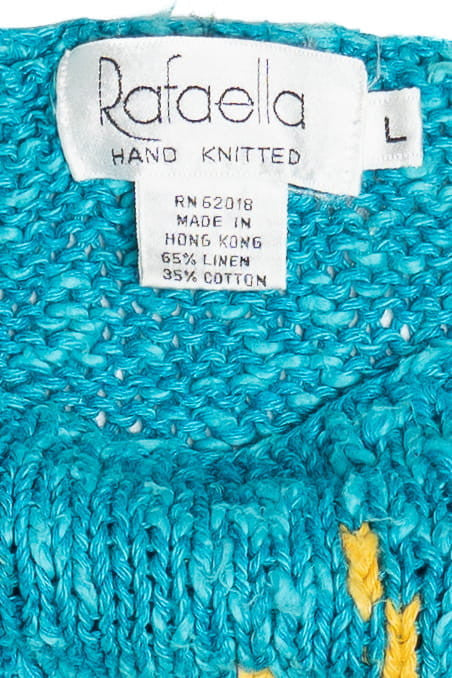 Rafaella
HAND KNITTED
L
RN 62018
MADE IN
HONG KONG
65% LINEN
35% COTTON